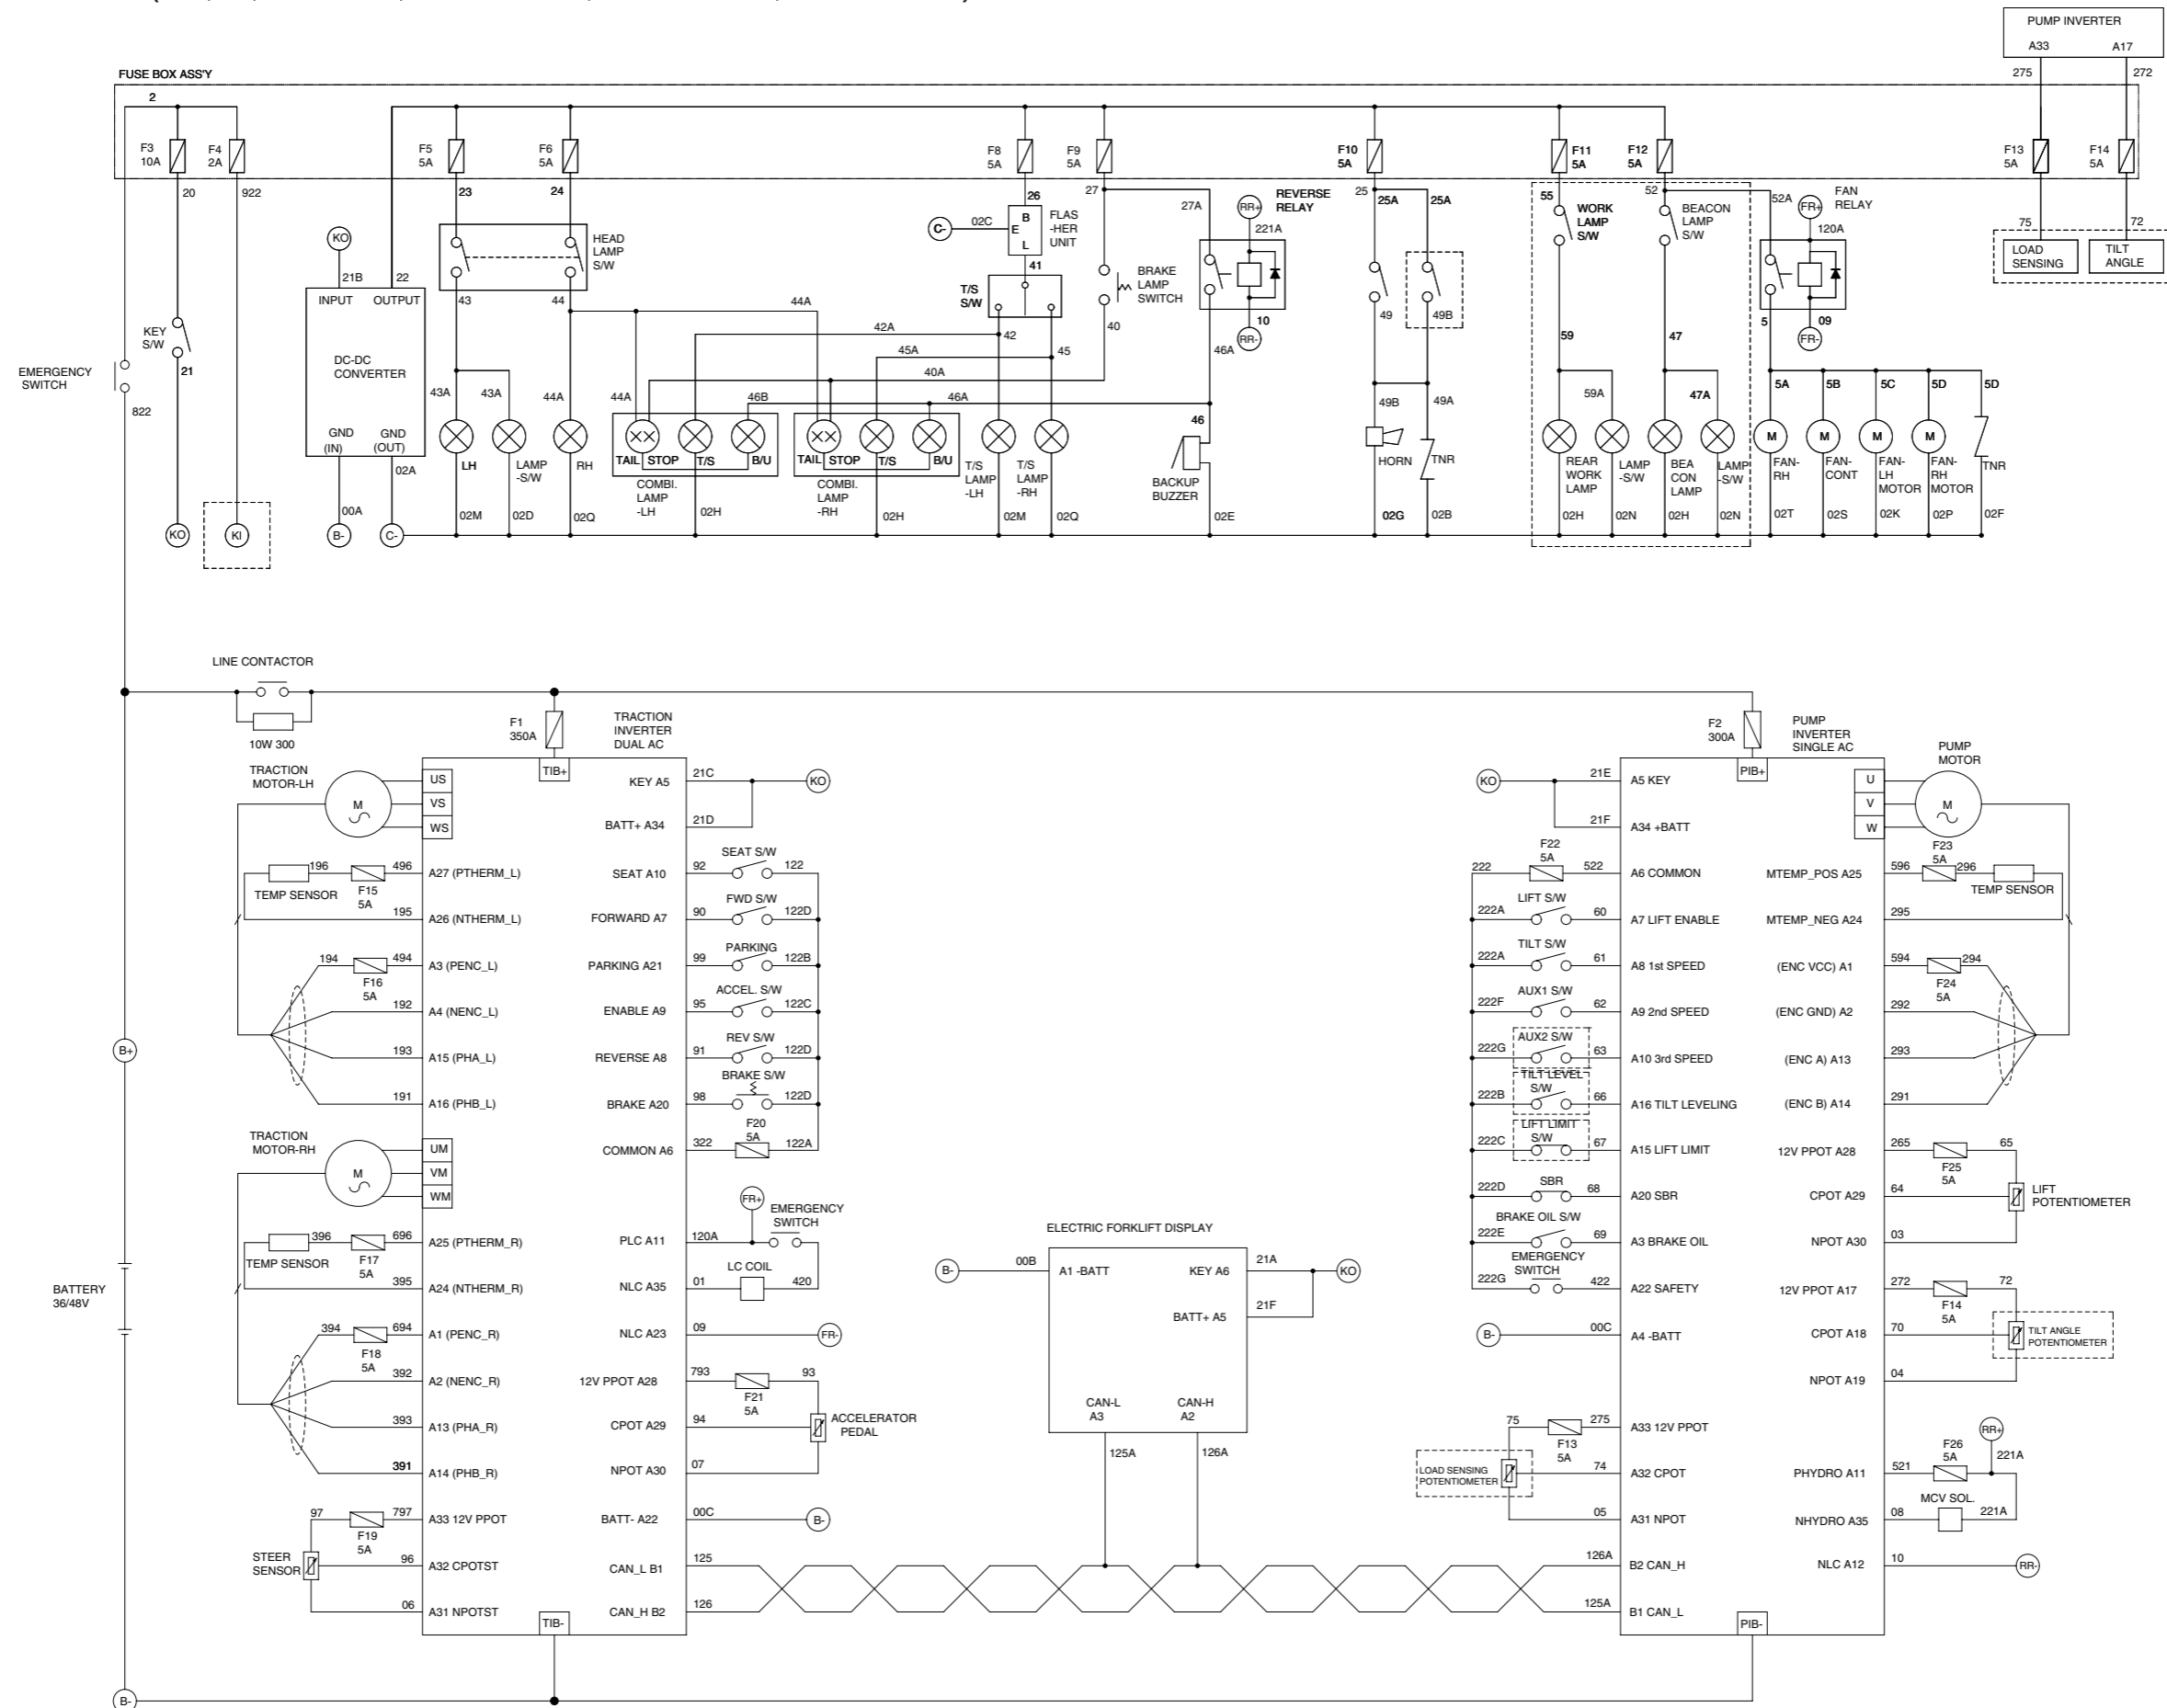 PUMP INVERTER
A33 A17
275 272
FUSE BOX ASS'Y
2
F3
10A
F4
2A
F5
5A
F6
5A
F8
5A
F9
5A
F10
5A
F11
5A
F12
5A
F13
5A
F14
5A
20 922 23 24 26 27 25 55 52 75 72
27A 25A 25A 52A
KO
21B 22
INPUT OUTPUT
DC-DC
CONVERTER
GND
(IN)
GND
(OUT)
00A 02A
B- C-
KEY
S/W
21
KO KI
EMERGENCY
SWITCH
822
HEAD
LAMP
S/W
43 44
44A
43A 43A 44A
LH
LAMP
-S/W
RH
02M 02D 02Q
C- 02C
B
E
L
FLAS
-HER
UNIT
41
T/S
S/W
42A 42
45A 45
40A 40
44A 46B 46A
TAIL STOP T/S B/U
COMBI.
LAMP
-LH
02H
TAIL STOP T/S B/U
COMBI.
LAMP
-RH
02H
T/S
LAMP
-LH
02M
T/S
LAMP
-RH
02Q
BRAKE
LAMP
SWITCH
RR+
REVERSE
RELAY
221A
10
RR-
46A
46
BACKUP
BUZZER
02E
49 49B
49B 49A
HORN TNR
02G 02B
WORK
LAMP
S/W
BEACON
LAMP
S/W
59 47
59A 47A
REAR
WORK
LAMP
LAMP
-S/W
BEA
CON
LAMP
LAMP
-S/W
02H 02N 02H 02N
FR+
FAN
RELAY
120A
5 09
FR-
5A 5B 5C 5D 5D
M M M M
FAN-
RH
FAN-
CONT
FAN-
LH
MOTOR
FAN-
RH
MOTOR
TNR
02T 02S 02K 02P 02F
LOAD
SENSING
TILT
ANGLE
LINE CONTACTOR
10W 300
F1
350A
TRACTION
INVERTER
DUAL AC
TIB+
TRACTION
MOTOR-LH
M
US
VS
WS
196 496 A27 (PTHERM_L)
TEMP SENSOR
F15
5A
195 A26 (NTHERM_L)
194 494 A3 (PENC_L)
F16
5A
192 A4 (NENC_L)
193 A15 (PHA_L)
191 A16 (PHB_L)
TRACTION
MOTOR-RH
M
UM
VM
WM
396 696 A25 (PTHERM_R)
TEMP SENSOR
F17
5A
395 A24 (NTHERM_R)
394 694 A1 (PENC_R)
F18
5A
392 A2 (NENC_R)
393 A13 (PHA_R)
391 A14 (PHB_R)
97 797 A33 12V PPOT
F19
5A
STEER
SENSOR
96 A32 CPOTST
06 A31 NPOTST
TIB-
B+
BATTERY
36/48V
B-
KEY A5 21C KO
BATT+ A34 21D
SEAT S/W
SEAT A10 92 122
FWD S/W
FORWARD A7 90 122D
PARKING
PARKING A21 99 122B
ACCEL. S/W
ENABLE A9 95 122C
REV S/W
REVERSE A8 91 122D
BRAKE S/W
BRAKE A20 98 122D
F20
5A
COMMON A6 322 122A
FR+
EMERGENCY
SWITCH
PLC A11 120A
LC COIL
NLC A35 01 420
NLC A23 09 FR-
12V PPOT A28 793 93
F21
5A
CPOT A29 94
ACCELERATOR
PEDAL
NPOT A30 07
BATT- A22 00C B-
CAN_L B1 125
CAN_H B2 126
ELECTRIC FORKLIFT DISPLAY
B- 00B A1 -BATT
KEY A6 21A KO
BATT+ A5 21F
CAN-L
A3
CAN-H
A2
125A 126A
F2
300A
PUMP
INVERTER
SINGLE AC
PIB+
KO 21E A5 KEY
21F A34 +BATT
F22
5A
222 522 A6 COMMON
LIFT S/W
222A 60 A7 LIFT ENABLE
TILT S/W
222A 61 A8 1st SPEED
AUX1 S/W
222F 62 A9 2nd SPEED
AUX2 S/W
222G 63 A10 3rd SPEED
TILT LEVEL
S/W
222B 66 A16 TILT LEVELING
LIFT LIMIT
S/W
222C 67 A15 LIFT LIMIT
SBR
222D 68 A20 SBR
BRAKE OIL S/W
222E 69 A3 BRAKE OIL
EMERGENCY
SWITCH
222G 422 A22 SAFETY
B- 00C A4 -BATT
75 275 A33 12V PPOT
F13
5A
LOAD SENSING
POTENTIOMETER
74 A32 CPOT
05 A31 NPOT
126A B2 CAN_H
125A B1 CAN_L
PIB-
PUMP
MOTOR
U
V
W
M
F23
5A
MTEMP_POS A25 596 296
TEMP SENSOR
MTEMP_NEG A24 295
(ENC VCC) A1 594 294
F24
5A
(ENC GND) A2 292
(ENC A) A13 293
(ENC B) A14 291
12V PPOT A28 265 65
F25
5A
CPOT A29 64
LIFT
POTENTIOMETER
NPOT A30 03
12V PPOT A17 272 72
F14
5A
CPOT A18 70
TILT ANGLE
POTENTIOMETER
NPOT A19 04
RR+
F26
5A
221A
PHYDRO A11 521
MCV SOL.
NHYDRO A35 08 221A
NLC A12 10 RR-